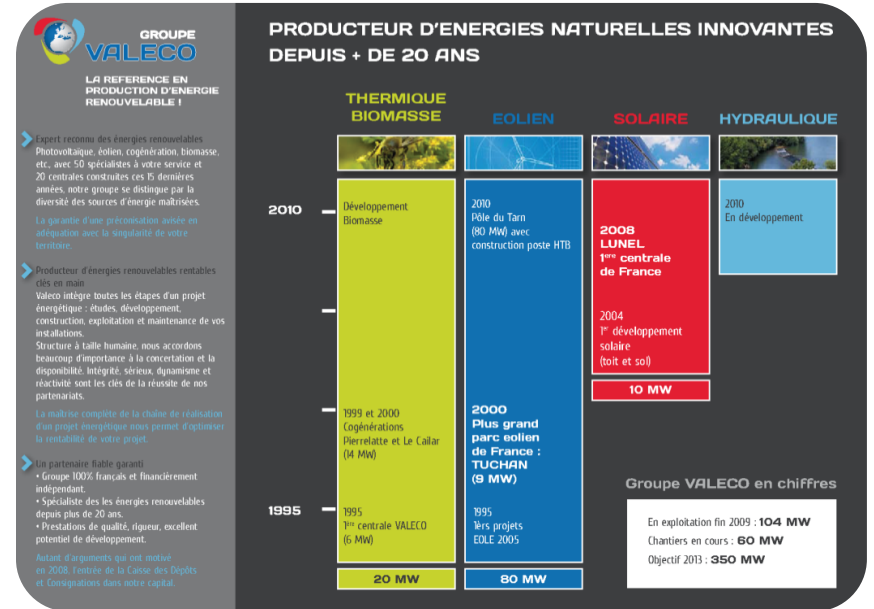 GROUPE
VALECO
LA REFERENCE EN
PRODUCTION D'ENERGIE
RENOUVELABLE !
Expert reconnu des énergies renouvelables
Photovoltaïque, éolien, cogénération, biomasse,
etc., avec 50 spécialistes à votre service et
20 centrales construites ces 15 dernières
années, notre groupe se distingue par la
diversité des sources d'énergie maîtrisées.
La garantie d'une préconisation avisée en
adéquation avec la singularité de votre
territoire.
Producteur d'énergies renouvelables rentables
clés en main
Valeco intègre toutes les étapes d'un projet
énergétique : études, développement,
construction, exploitation et maintenance de vos
installations.
Structure à taille humaine, nous accordons
beaucoup d'importance à la concertation et la
disponibilité. Intégrité, sérieux, dynamisme et
réactivité sont les clés de la réussite de nos
partenariats.
La maîtrise complète de la chaîne de réalisation
d'un projet énergétique nous permet d'optimiser
la rentabilité de votre projet.
Un partenaire fiable garanti
• Groupe 100% français et financièrement
indépendant.
• Spécialiste des les énergies renouvelables
depuis plus de 20 ans.
• Prestations de qualité, rigueur, excellent
potentiel de développement.
Autant d'arguments qui ont motivé
en 2008, l'entrée de la Caisse des Dépôts
et Consignations dans notre capital.
PRODUCTEUR D'ENERGIES NATURELLES INNOVANTES
DEPUIS + DE 20 ANS
THERMIQUE
BIOMASSE
EOLIEN
SOLAIRE
HYDRAULIQUE
2010
1995
Développement
Biomasse
1999 et 2000
Cogénérations
Pierrelatte et Le Cailar
(14 MW)
1995
1ère centrale VALECO
(6 MW)
20 MW
2010
Pôle du Tarn
(80 MW) avec
construction poste HTB
2000
Plus grand
parc eolien
de France :
TUCHAN
(9 MW)
1995
1èrs projets
EOLE 2005
80 MW
2008
LUNEL
1ere centrale
de France
2004
1er développement
solaire
(toit et sol)
10 MW
2010
En développement
Groupe VALECO en chiffres
En exploitation fin 2009 : 104 MW
Chantiers en cours : 60 MW
Objectif 2013 : 350 MW